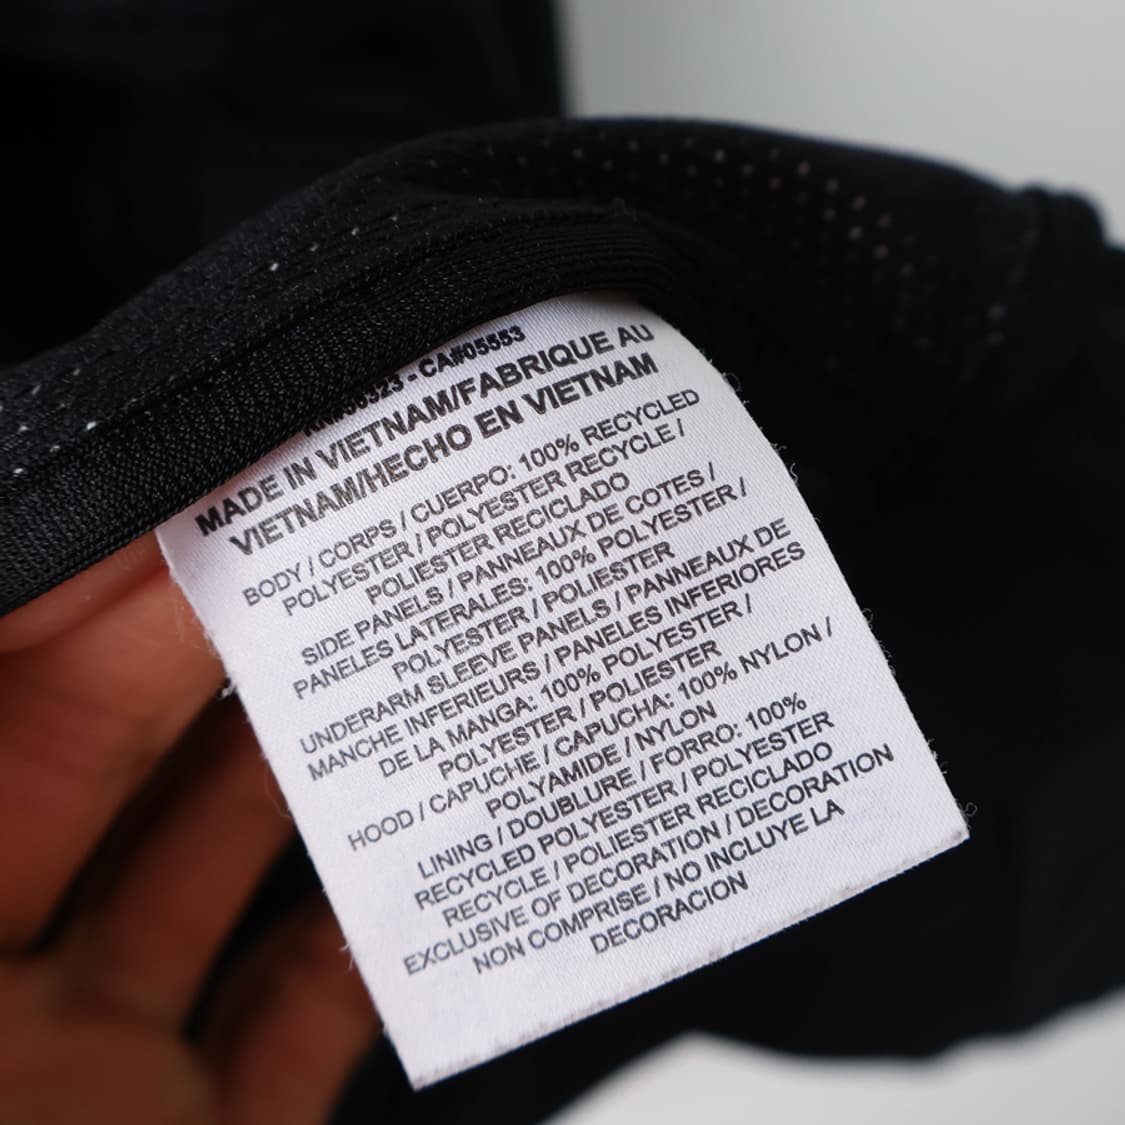 CA#05553
MADE IN VIETNAM/FABRIQUE AU
VIETNAM/HECHO EN VIETNAM
BODY / CORPS / CUERPO: 100% RECYCLED
POLYESTER / POLYESTER RECYCLE /
POLIESTER RECICLADO
SIDE PANELS / PANNEAUX DE COTES /
PANELES LATERALES: 100% POLYESTER /
POLYESTER / POLIESTER
UNDERARM SLEEVE PANELS / PANNEAUX DE
MANCHE INFERIEURS / PANELES INFERIORES
DE LA MANGA: 100% POLYESTER /
POLYESTER / POLIESTER
HOOD / CAPUCHE / CAPUCHA: 100% NYLON /
POLYAMIDE / NYLON
LINING / DOUBLURE / FORRO: 100%
RECYCLED POLYESTER / POLYESTER
RECYCLE / POLIESTER RECICLADO
EXCLUSIVE OF DECORATION / DECORATION
NON COMPRISE / NO INCLUYE LA
DECORACION